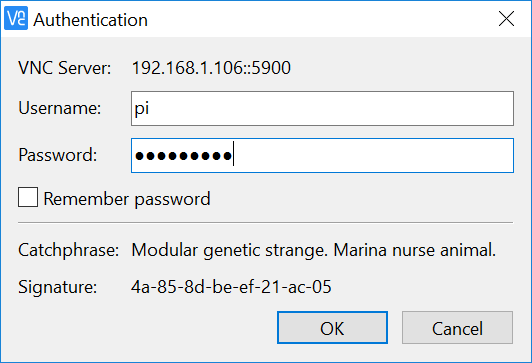 Authentication
VNC Server: 192.168.1.106::5900
Username: pi
Password: ●●●●●●●●●
Remember password
Catchphrase: Modular genetic strange. Marina nurse animal.
Signature: 4a-85-8d-be-ef-21-ac-05
OK Cancel